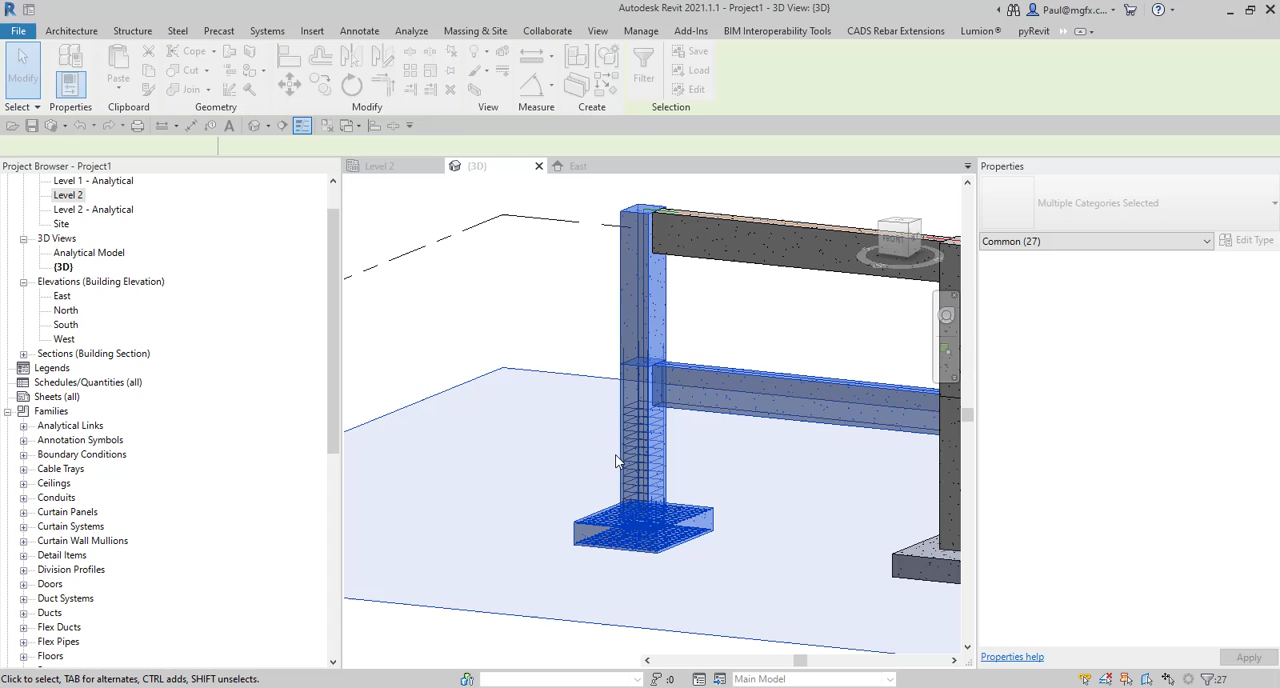 Autodesk Revit 2021.1.1 - Project1 - 3D View: {3D}
Paul@mgfx.c...
File Architecture Structure Steel Precast Systems Insert Annotate Analyze Massing & Site Collaborate View Manage Add-Ins BIM Interoperability Tools CADS Rebar Extensions Lumion® pyRevit
Modify
Paste
Cope
Cut
Join
Filter
Save
Load
Edit
Select Properties Clipboard Geometry Modify View Measure Create Selection
Project Browser - Project1
Level 1 - Analytical
Level 2
Level 2 - Analytical
Site
3D Views
Analytical Model
{3D}
Elevations (Building Elevation)
East
North
South
West
Sections (Building Section)
Legends
Schedules/Quantities (all)
Sheets (all)
Families
Analytical Links
Annotation Symbols
Boundary Conditions
Cable Trays
Ceilings
Conduits
Curtain Panels
Curtain Systems
Curtain Wall Mullions
Detail Items
Division Profiles
Doors
Duct Systems
Ducts
Flex Ducts
Flex Pipes
Floors
Level 2
{3D}
East
FRONT
Properties
Multiple Categories Selected
Common (27)
Edit Type
Properties help
Apply
Click to select, TAB for alternates, CTRL adds, SHIFT unselects.
:0
Main Model
:27